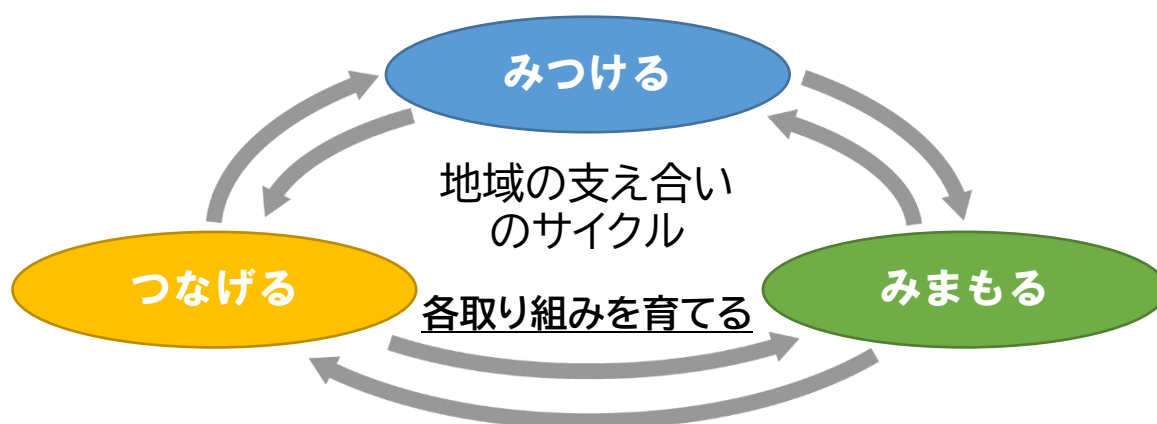 みつける
地域の支え合い
のサイクル
つなげる
みまもる
各取り組みを育てる